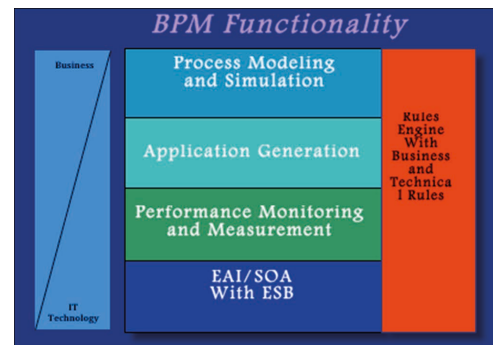 BPM Functionality
Business
IT
Technology
Process Modeling
and Simulation
Application Generation
Performance Monitoring
and Measurement
EAI/SOA
With ESB
Rules
Engine
With
Business
and
Technica
l Rules